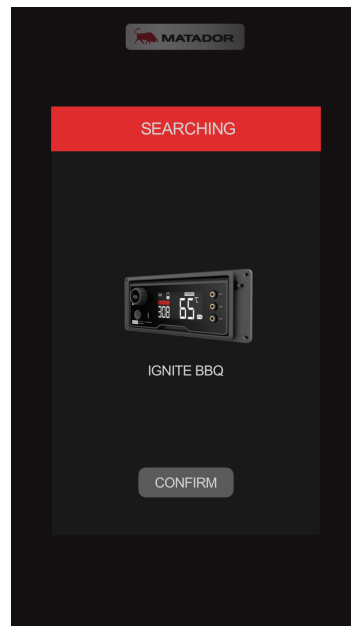 MATADOR
SEARCHING
308
65
°C
IGNITE BBQ
CONFIRM